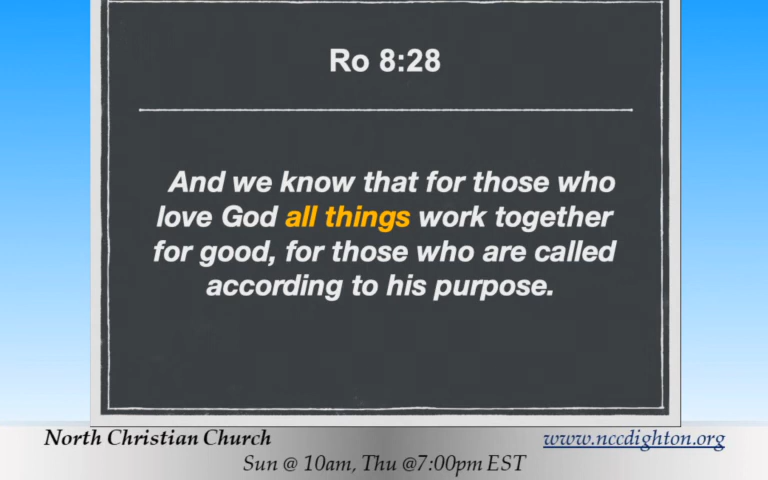 Ro 8:28
And we know that for those who
love God all things work together
for good, for those who are called
according to his purpose.
North Christian Church www.nccdighton.org
Sun @ 10am, Thu @7:00pm EST